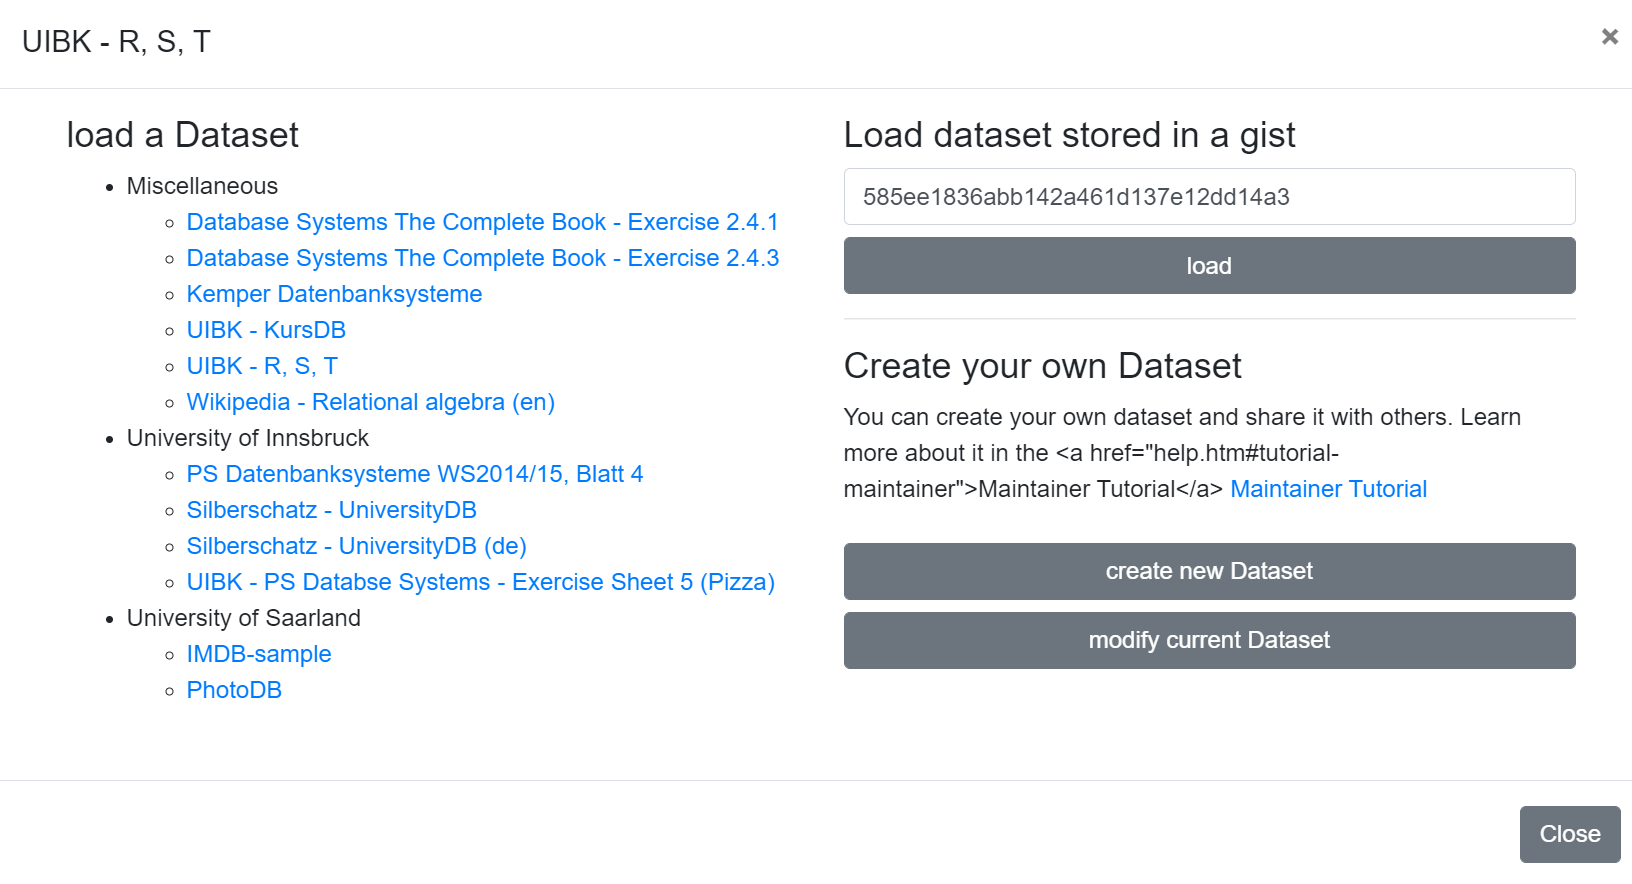 UIBK - R, S, T
×
load a Dataset
Miscellaneous
Database Systems The Complete Book - Exercise 2.4.1
Database Systems The Complete Book - Exercise 2.4.3
Kemper Datenbanksysteme
UIBK - KursDB
UIBK - R, S, T
Wikipedia - Relational algebra (en)
University of Innsbruck
PS Datenbanksysteme WS2014/15, Blatt 4
Silberschatz - UniversityDB
Silberschatz - UniversityDB (de)
UIBK - PS Databse Systems - Exercise Sheet 5 (Pizza)
University of Saarland
IMDB-sample
PhotoDB
Load dataset stored in a gist
585ee1836abb142a461d137e12dd14a3
load
Create your own Dataset
You can create your own dataset and share it with others. Learn
more about it in the <a href="help.htm#tutorial-
maintainer">Maintainer Tutorial</a> Maintainer Tutorial
create new Dataset
modify current Dataset
Close